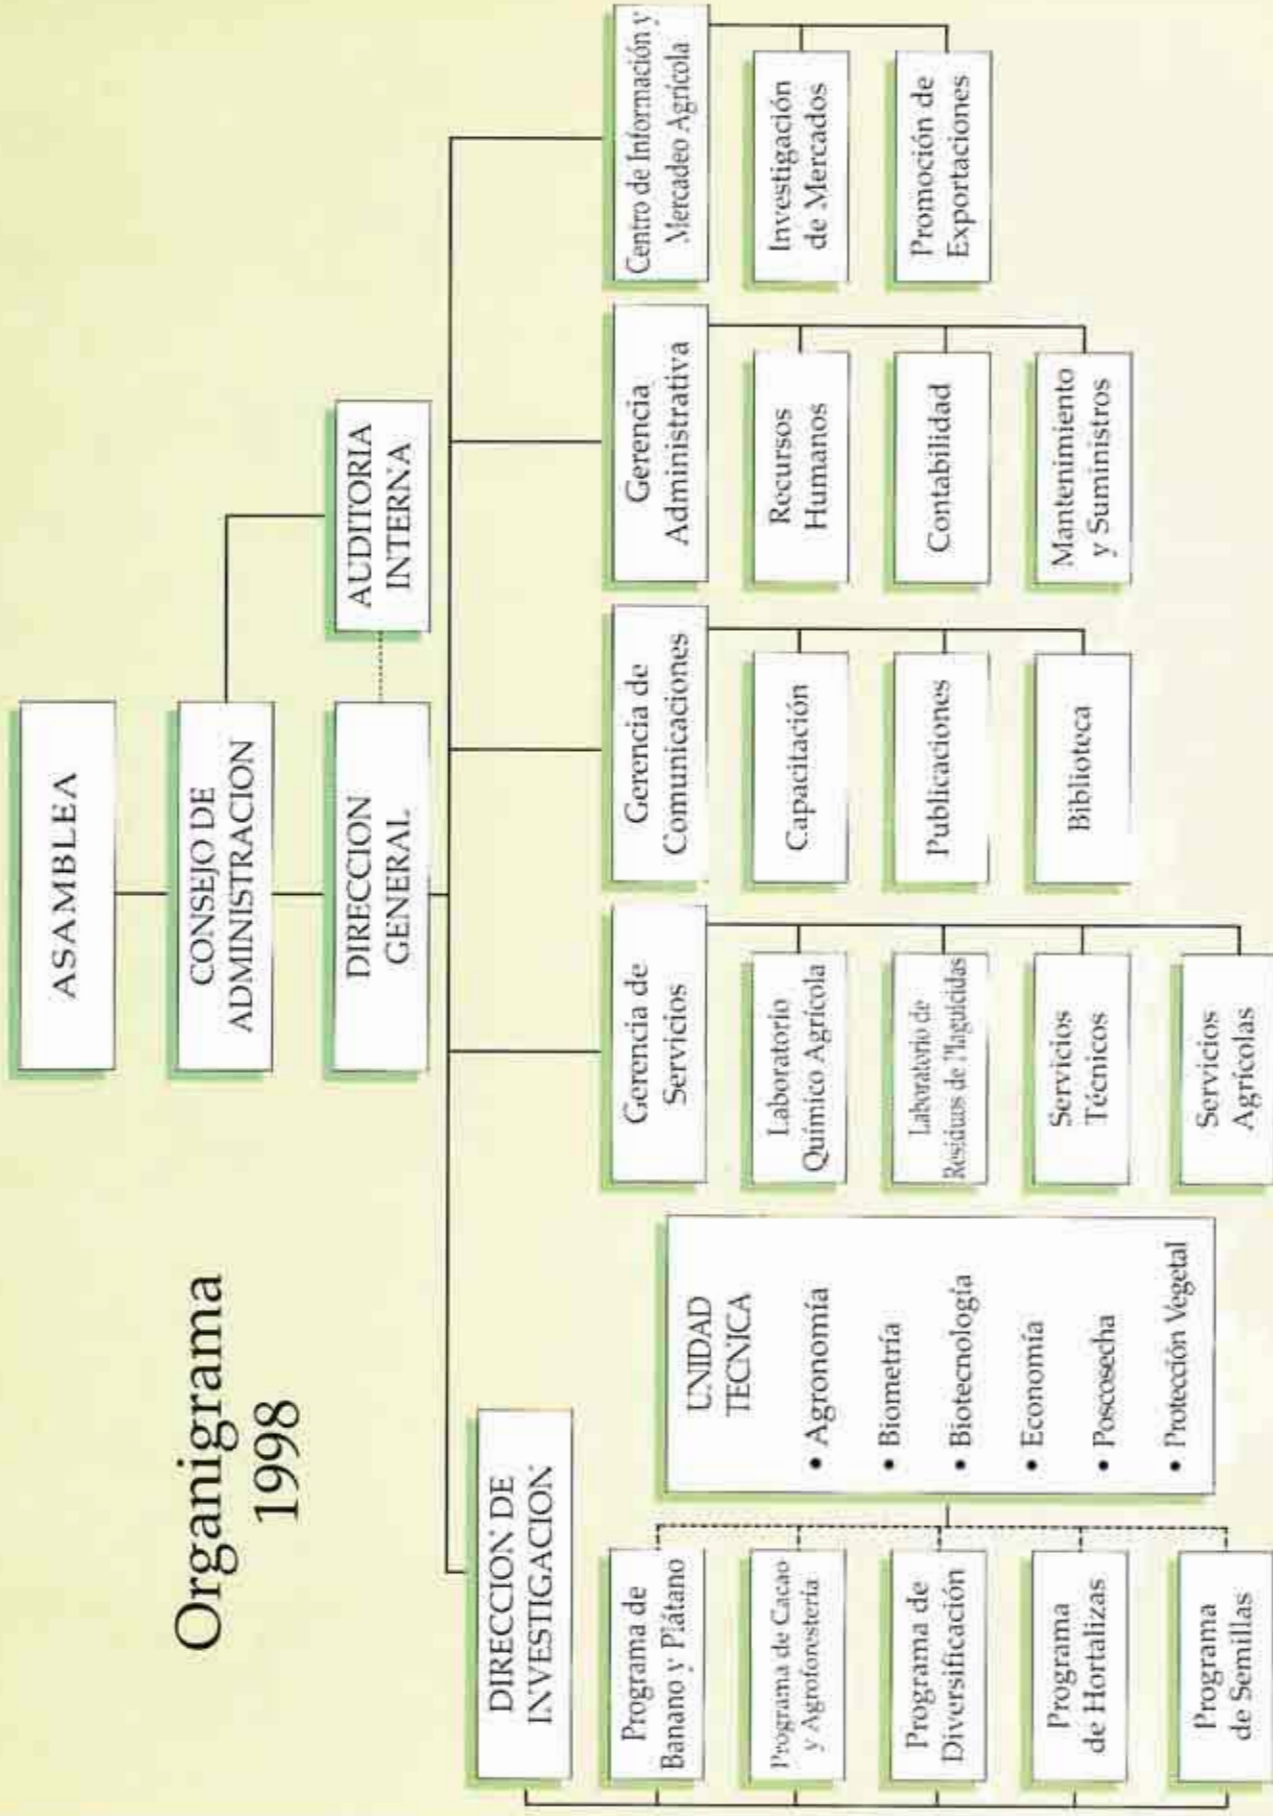 Organigrama
1998
ASAMBLEA
CONSEJO DE
ADMINISTRACION
AUDITORIA
INTERNA
DIRECCION
GENERAL
DIRECCION DE
INVESTIGACION
Programa de
Banano y Plátano
Programa de Cacao
y Agroforestería
Programa de
Diversificación
Programa
de Hortalizas
Programa
de Semillas
UNIDAD
TECNICA
• Agronomía
• Biometría
• Biotecnología
• Economía
• Poscosecha
• Protección Vegetal
Gerencia de
Servicios
Laboratorio
Químico Agrícola
Laboratorio de
Residuos de Plaguicidas
Servicios
Técnicos
Servicios
Agrícolas
Gerencia de
Comunicaciones
Capacitación
Publicaciones
Biblioteca
Gerencia
Administrativa
Recursos
Humanos
Contabilidad
Mantenimiento
y Suministros
Centro de Información y
Mercadeo Agrícola
Investigación
de Mercados
Promoción de
Exportaciones